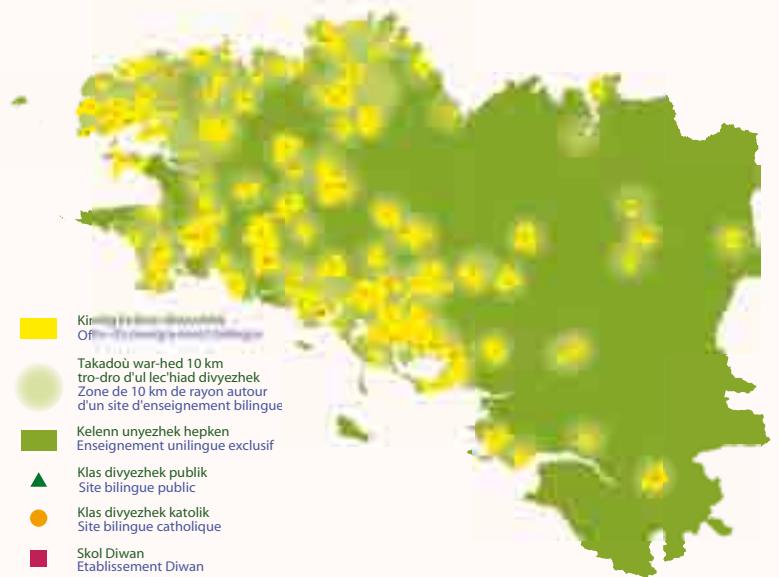 Takadoù war-hed 10 km
tro-dro d'ul lec'hiad divyezhek
Zone de 10 km de rayon autour
d'un site d'enseignement bilingue
Kelenn unyezhek hepken
Enseignement unilingue exclusif
Klas divyezhek publik
Site bilingue public
Klas divyezhek katolik
Site bilingue catholique
Skol Diwan
Etablissement Diwan